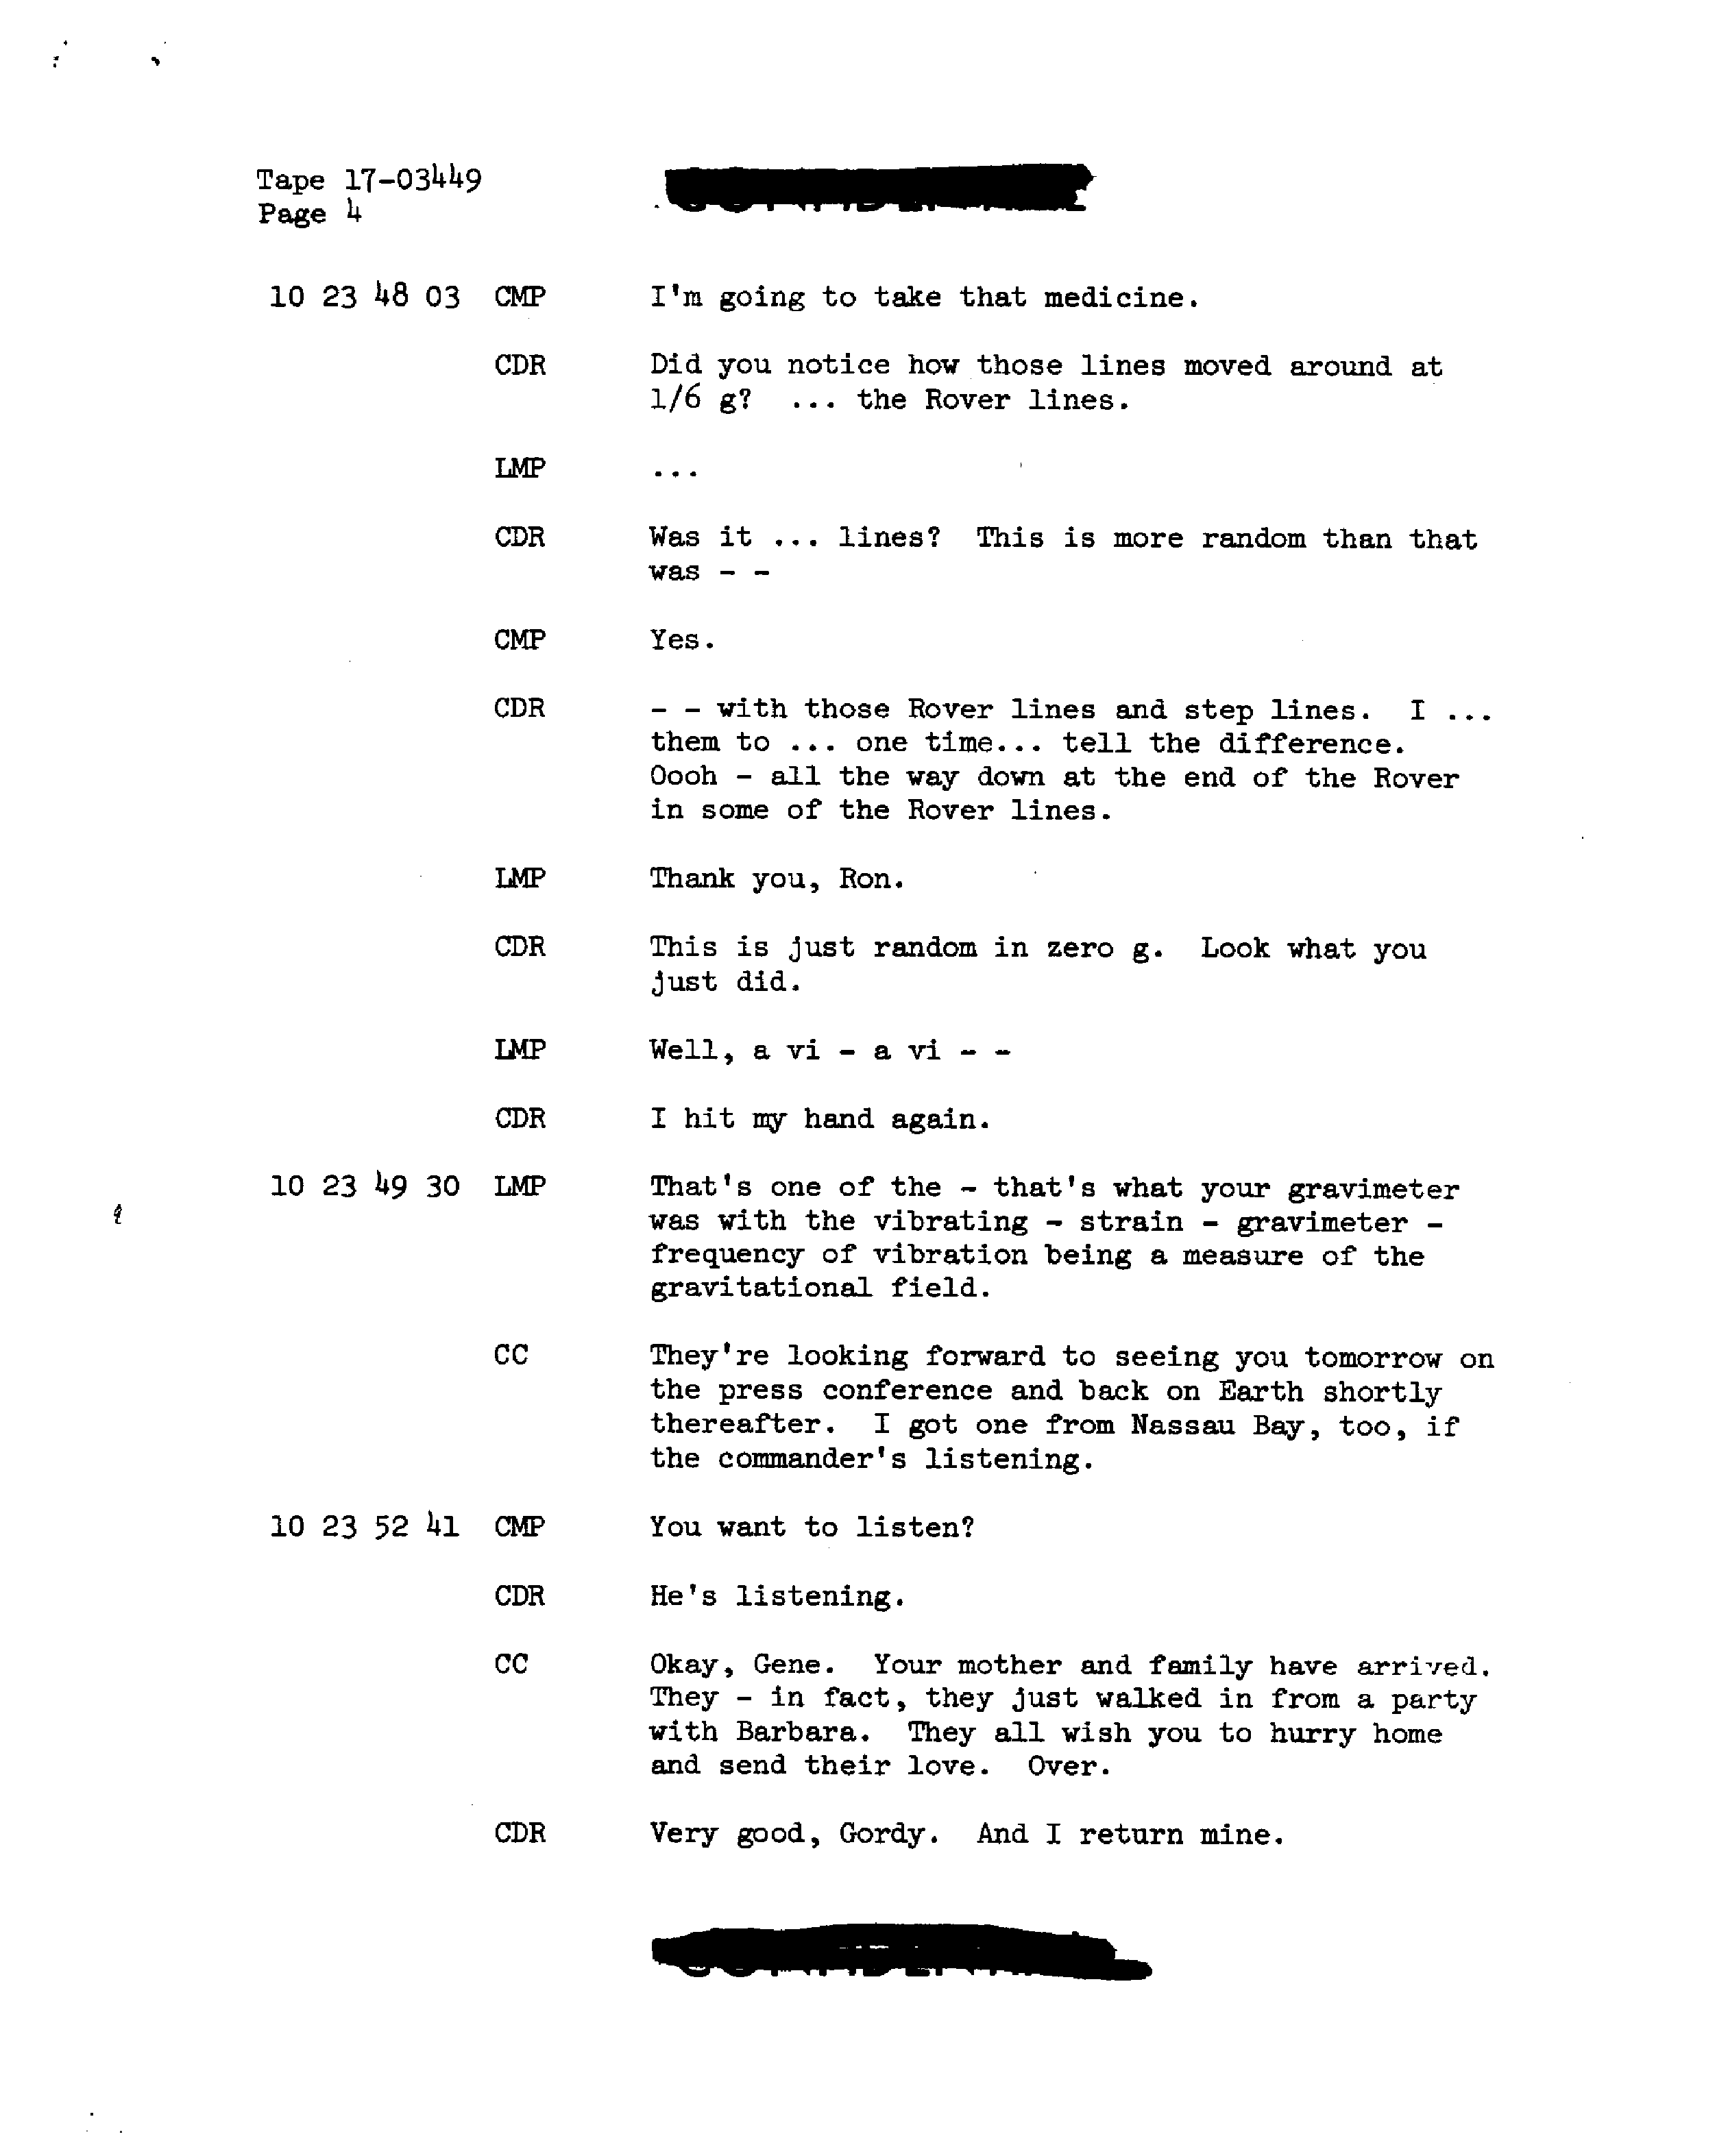 Tape 17-03449
Page 4
10 23 48 03 CMP I'm going to take that medicine.
CDR Did you notice how those lines moved around at
1/6 g? ... the Rover lines.
LMP ...
CDR Was it ... lines? This is more random than that
was - -
CMP Yes.
CDR - - with those Rover lines and step lines. I ...
them to ... one time... tell the difference.
Oooh - all the way down at the end of the Rover
in some of the Rover lines.
LMP Thank you, Ron.
CDR This is just random in zero g. Look what you
just did.
LMP Well, a vi - a vi - -
CDR I hit my hand again.
10 23 49 30 LMP That's one of the - that's what your gravimeter
was with the vibrating - strain - gravimeter -
frequency of vibration being a measure of the
gravitational field.
CC They're looking forward to seeing you tomorrow on
the press conference and back on Earth shortly
thereafter. I got one from Nassau Bay, too, if
the commander's listening.
10 23 52 41 CMP You want to listen?
CDR He's listening.
CC Okay, Gene. Your mother and family have arrived.
They - in fact, they just walked in from a party
with Barbara. They all wish you to hurry home
and send their love. Over.
CDR Very good, Gordy. And I return mine.